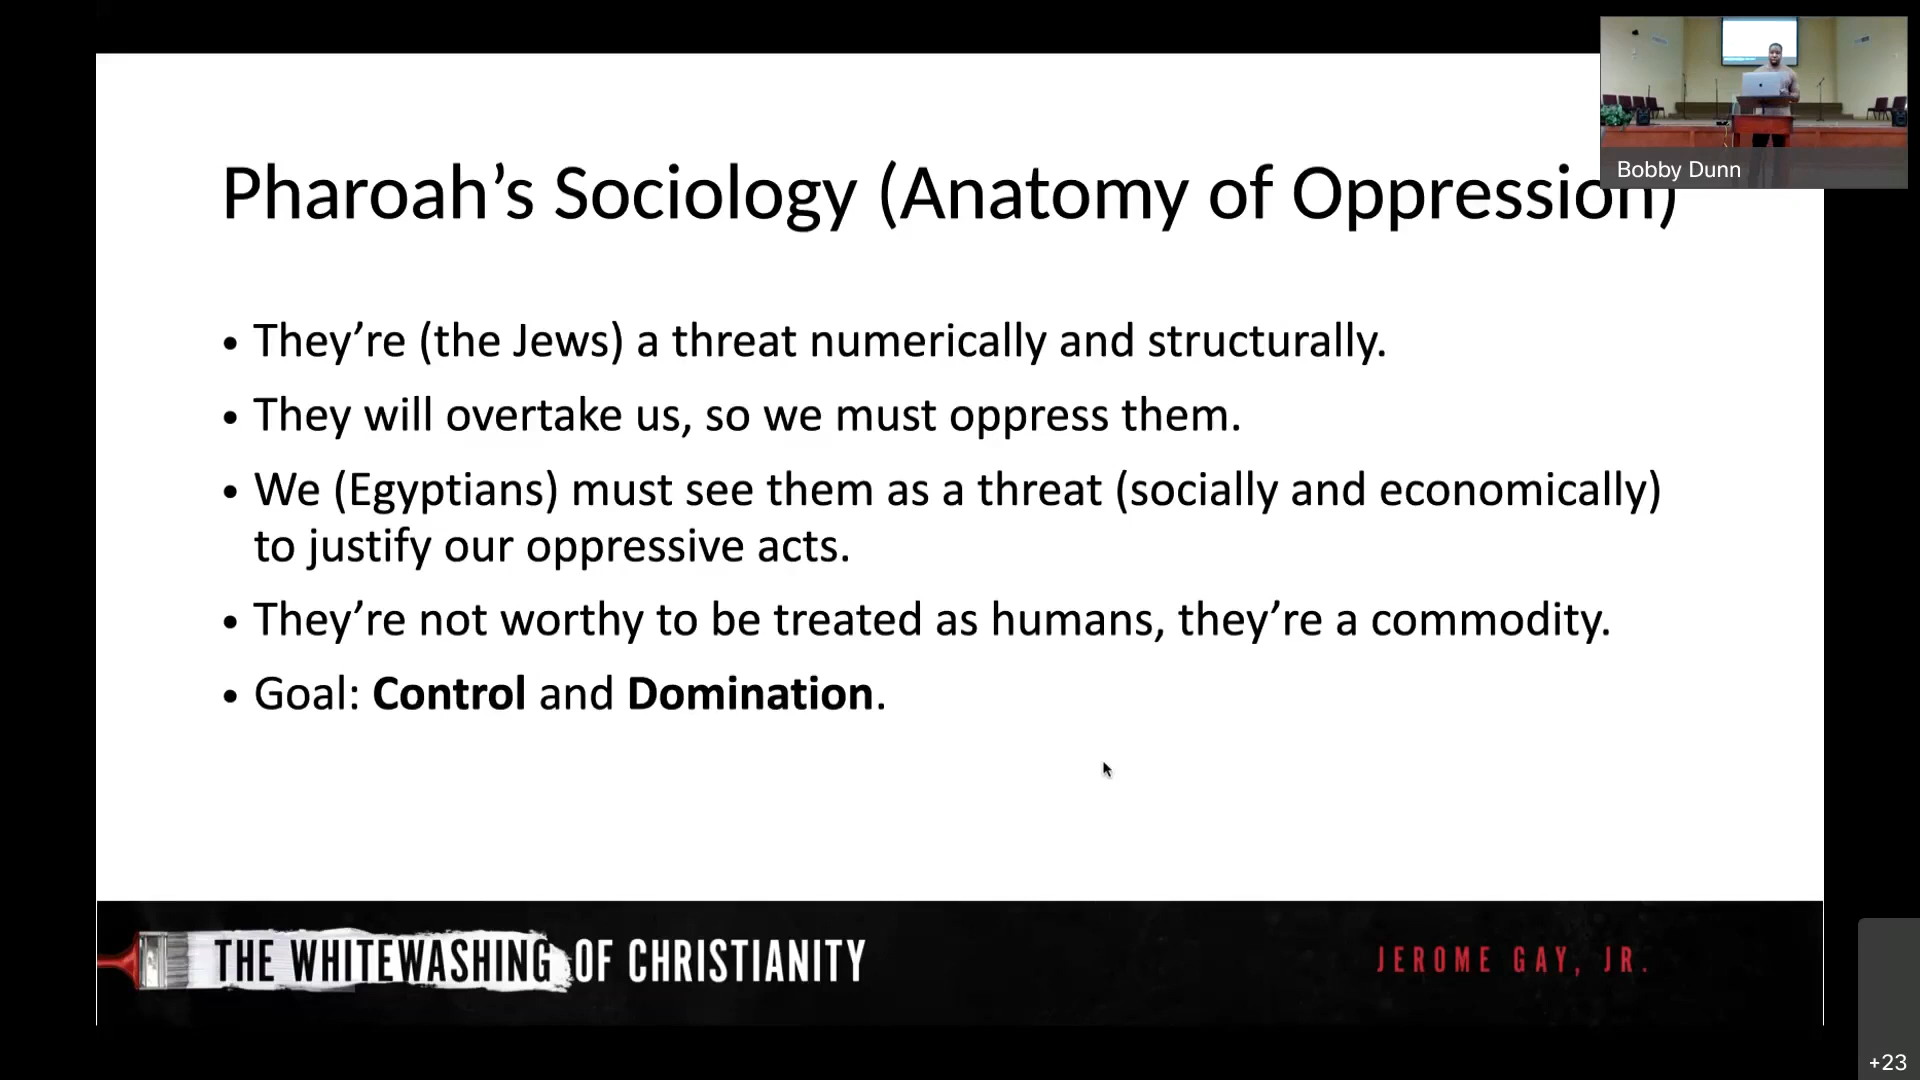 Bobby Dunn
Pharoah’s Sociology (Anatomy of Oppression)
• They’re (the Jews) a threat numerically and structurally.
• They will overtake us, so we must oppress them.
• We (Egyptians) must see them as a threat (socially and economically)
to justify our oppressive acts.
• They’re not worthy to be treated as humans, they’re a commodity.
• Goal: Control and Domination.
THE WHITEWASHING OF CHRISTIANITY
JEROME GAY, JR.
+23